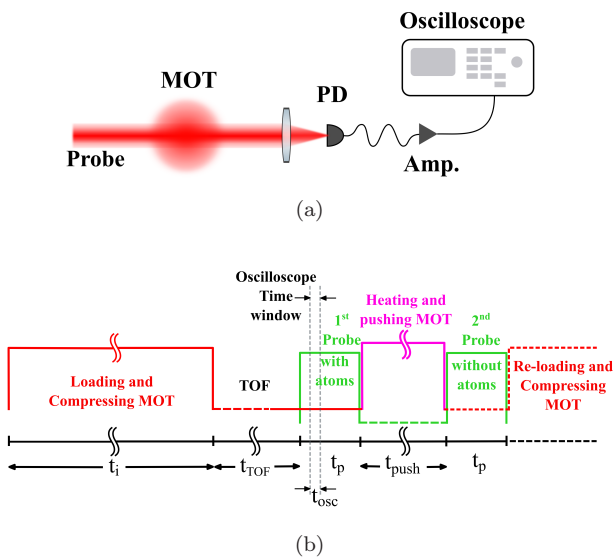 Oscilloscope
MOT
PD
Probe
Amp.
(a)
Oscilloscope
Time
window
Heating and
pushing MOT
1st
Probe
with
atoms
2nd
Probe
without
atoms
Loading and
Compressing MOT
TOF
Re-loading and
Compressing
MOT
ti
tTOF
tp
tpush
tp
tosc
(b)